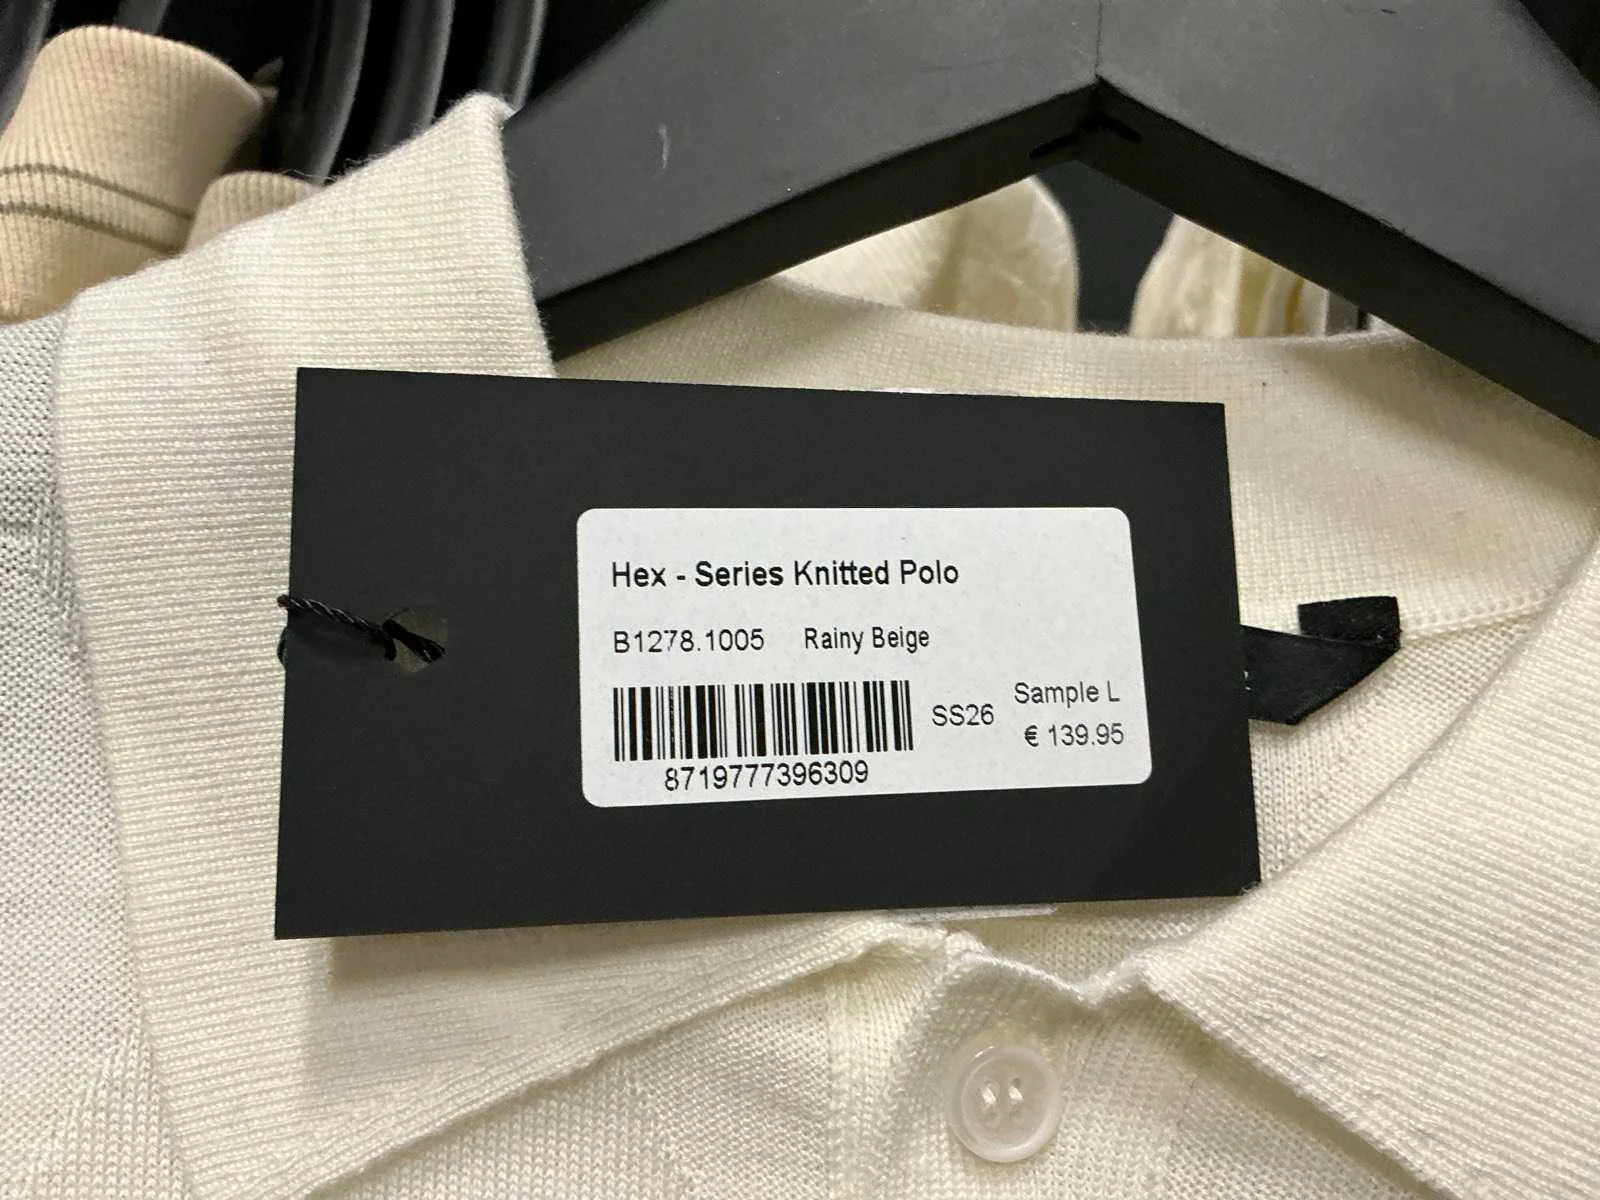 Hex - Series Knitted Polo
B1278.1005 Rainy Beige
SS26 Sample L
€ 139.95
8719777396309